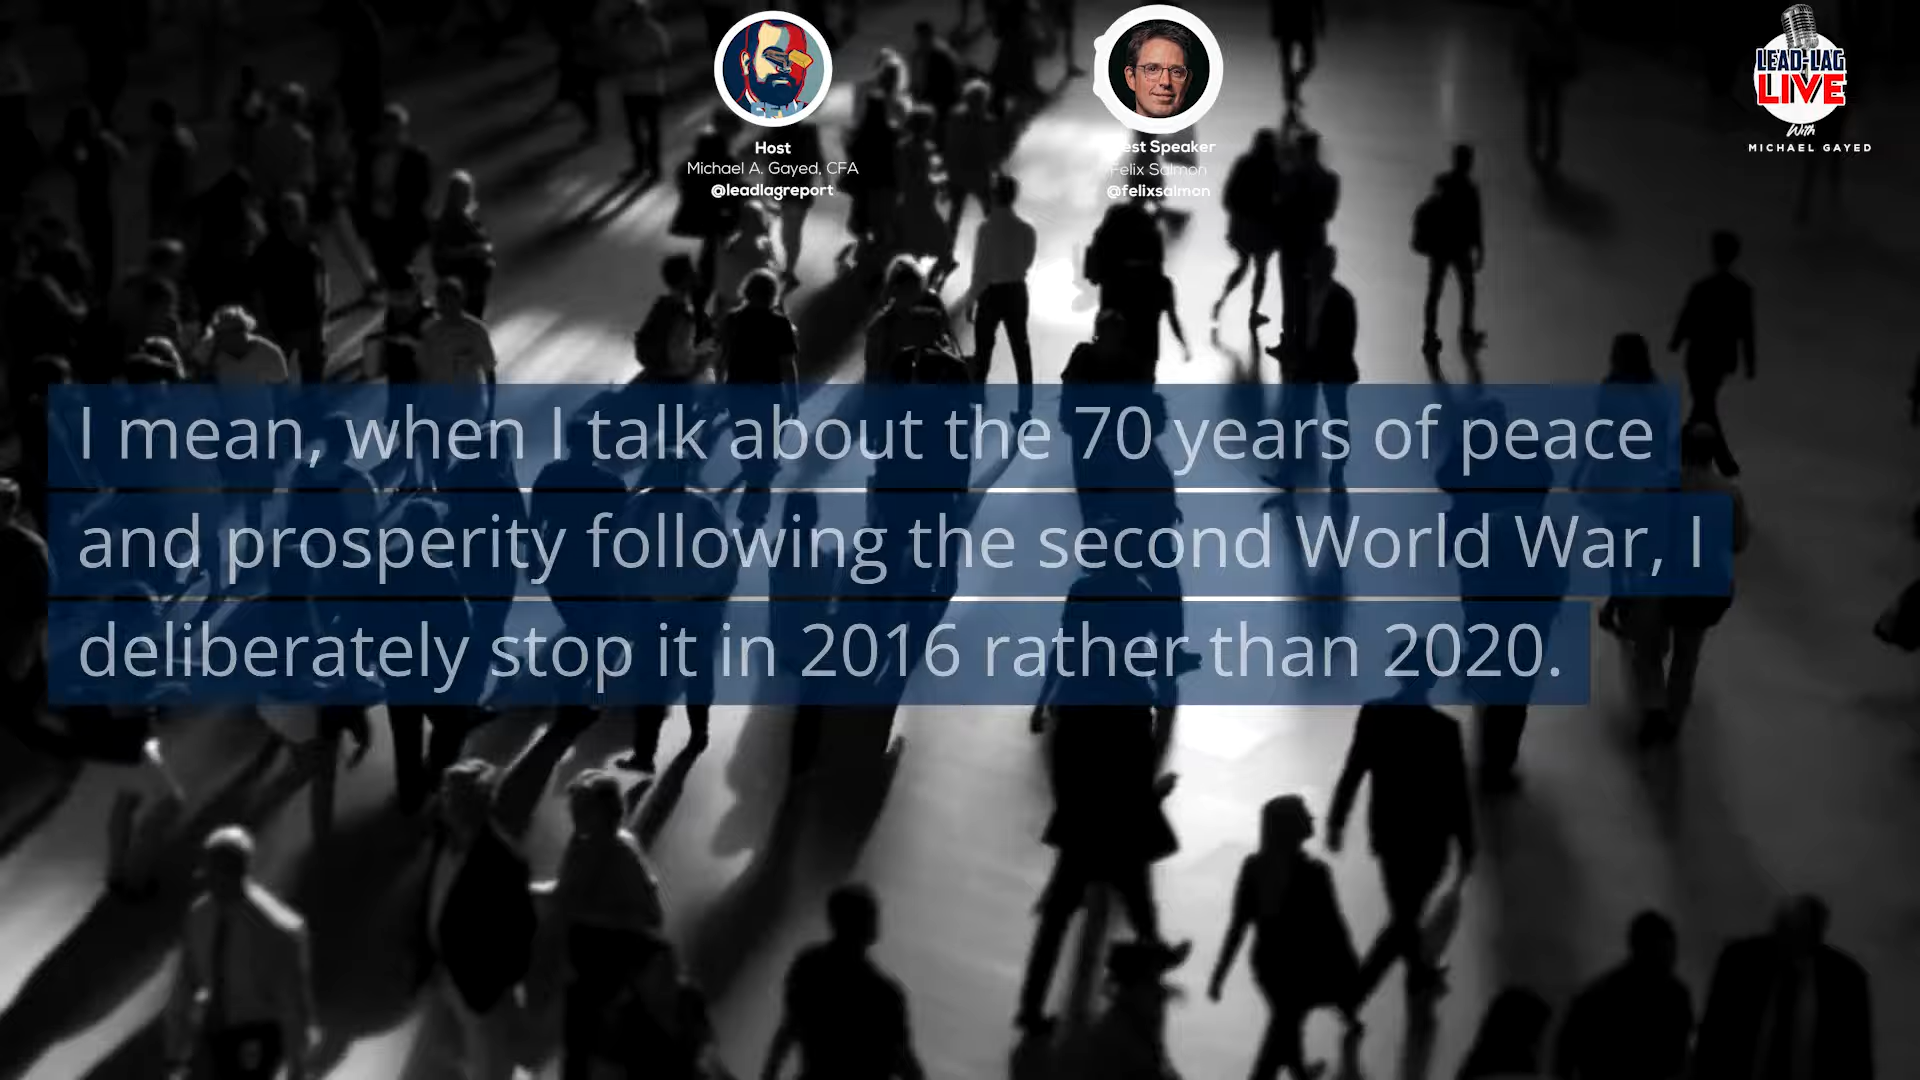 LEAD-LAG
LIVE
With
MICHAEL GAYED
Host
Michael A. Gayed, CFA
@leadlagreport
est Speaker
Felix Salmon
@felixsalmon
I mean, when I talk about the 70 years of peace
and prosperity following the second World War, I
deliberately stop it in 2016 rather than 2020.